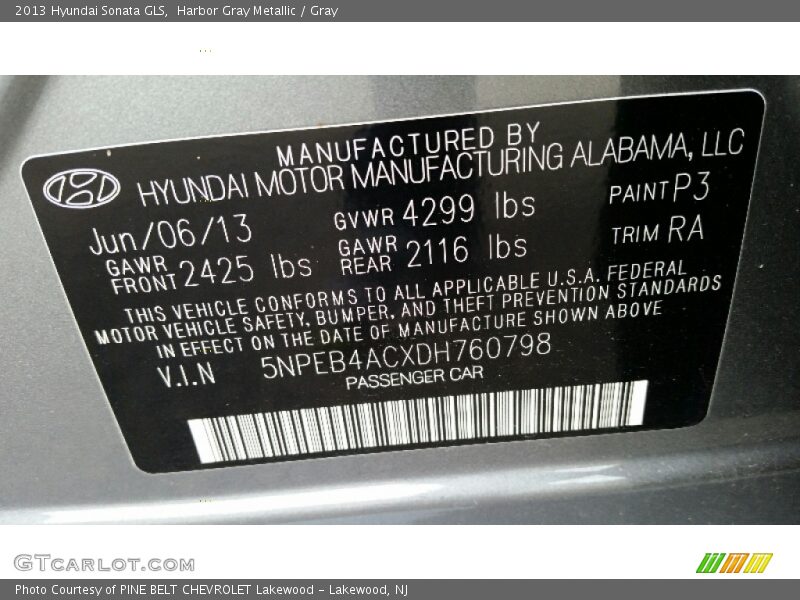 2013 Hyundai Sonata GLS,  Harbor Gray Metallic / Gray
MANUFACTURED BY
HYUNDAI MOTOR MANUFACTURING ALABAMA, LLC
Jun/06/13 GVWR 4299 lbs PAINT P3
GAWR FRONT 2425 lbs GAWR REAR 2116 lbs TRIM RA
THIS VEHICLE CONFORMS TO ALL APPLICABLE U.S.A. FEDERAL
MOTOR VEHICLE SAFETY, BUMPER, AND THEFT PREVENTION STANDARDS
IN EFFECT ON THE DATE OF MANUFACTURE SHOWN ABOVE
V.I.N 5NPEB4ACXDH760798
PASSENGER CAR
GTCARLOT.COM
Photo Courtesy of PINE BELT CHEVROLET Lakewood - Lakewood, NJ